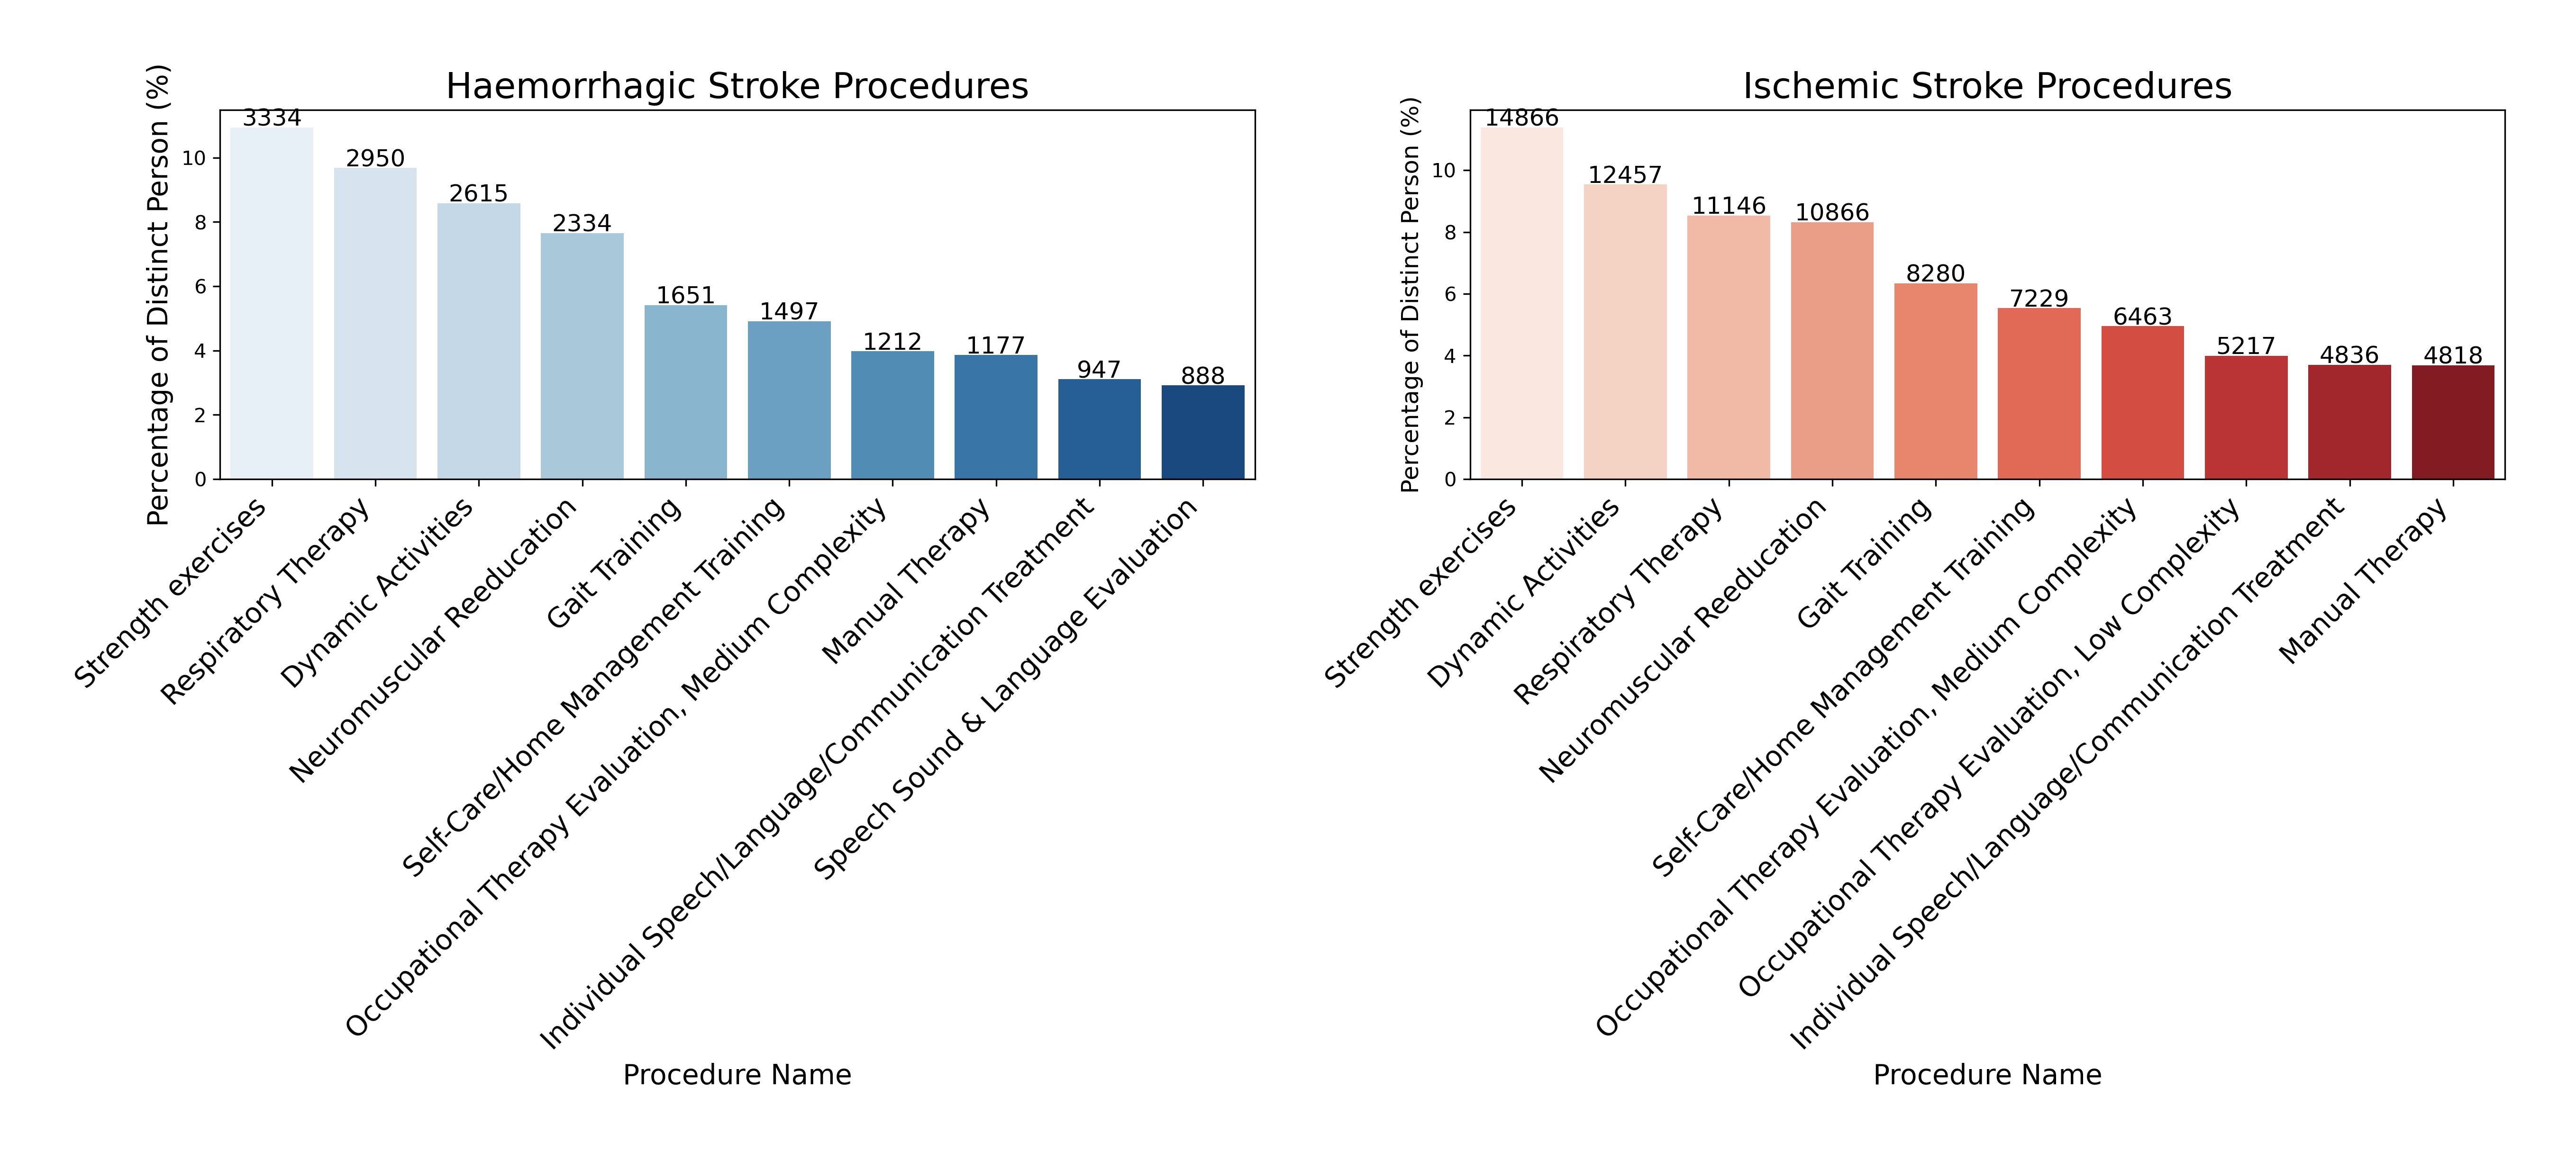 Haemorrhagic Stroke Procedures
Percentage of Distinct Person (%)
10
8
6
4
2
0
3334
2950
2615
2334
1651
1497
1212
1177
947
888
Strength exercises
Respiratory Therapy
Dynamic Activities
Neuromuscular Reeducation
Gait Training
Self-Care/Home Management Training
Occupational Therapy Evaluation, Medium Complexity
Manual Therapy
Individual Speech/Language/Communication Treatment
Speech Sound & Language Evaluation
Procedure Name
Ischemic Stroke Procedures
Percentage of Distinct Person (%)
10
8
6
4
2
0
14866
12457
11146
10866
8280
7229
6463
5217
4836
4818
Strength exercises
Dynamic Activities
Respiratory Therapy
Neuromuscular Reeducation
Gait Training
Self-Care/Home Management Training
Occupational Therapy Evaluation, Medium Complexity
Occupational Therapy Evaluation, Low Complexity
Individual Speech/Language/Communication Treatment
Manual Therapy
Procedure Name